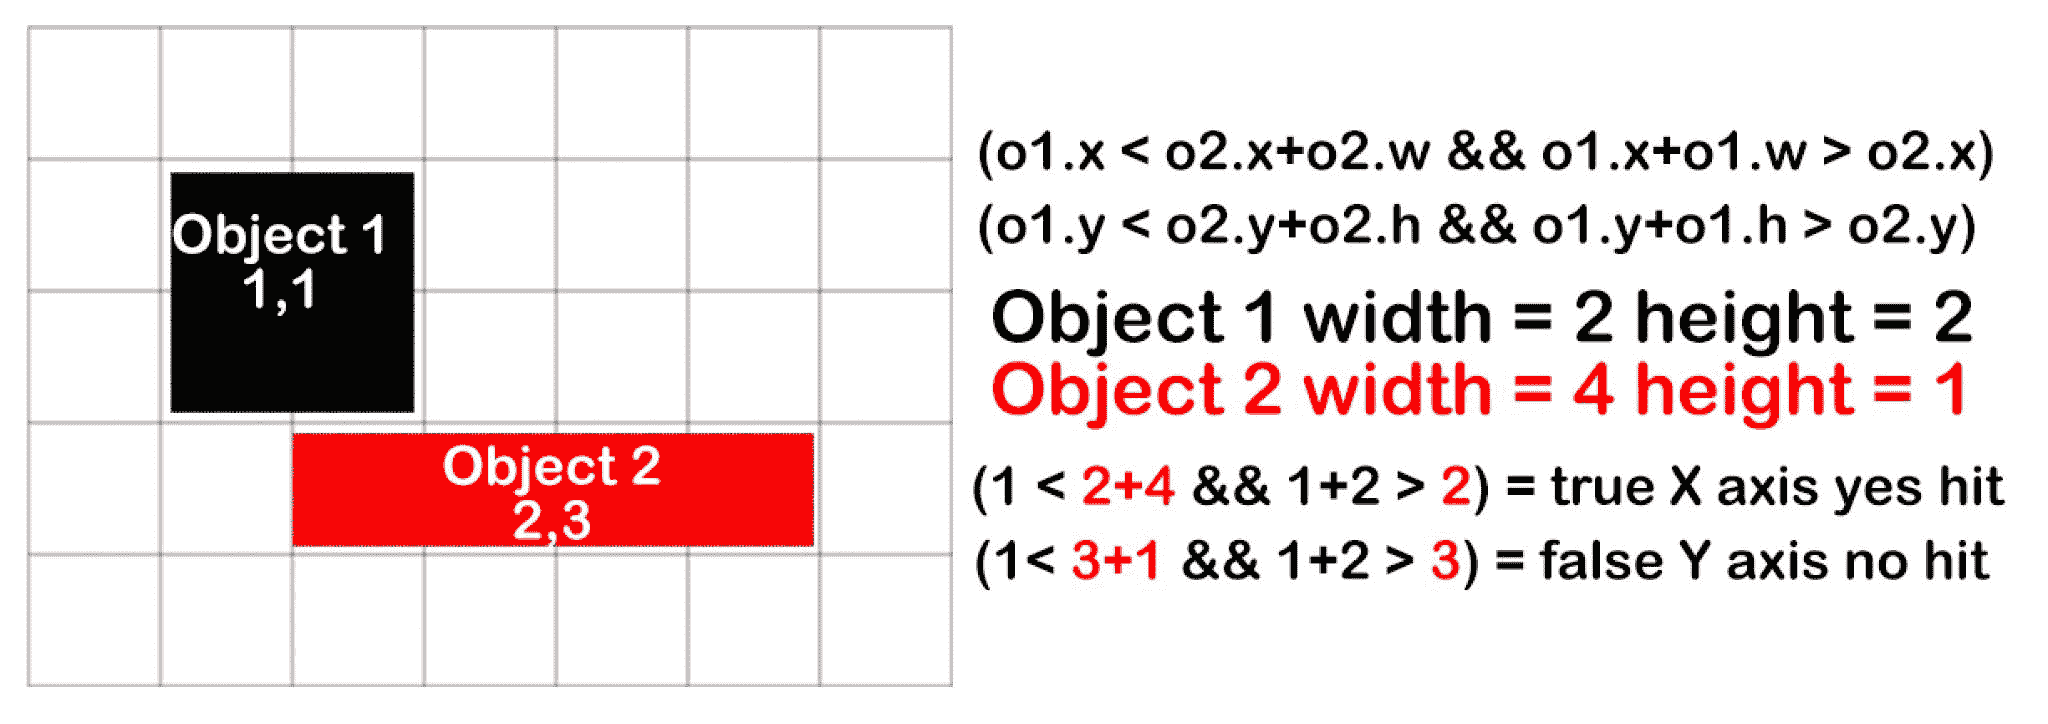 Object 1
1,1
Object 2
2,3
(o1.x < o2.x+o2.w && o1.x+o1.w > o2.x)
(o1.y < o2.y+o2.h && o1.y+o1.h > o2.y)
Object 1 width = 2 height = 2
Object 2 width = 4 height = 1
(1 < 2+4 && 1+2 > 2) = true X axis yes hit
(1< 3+1 && 1+2 > 3) = false Y axis no hit